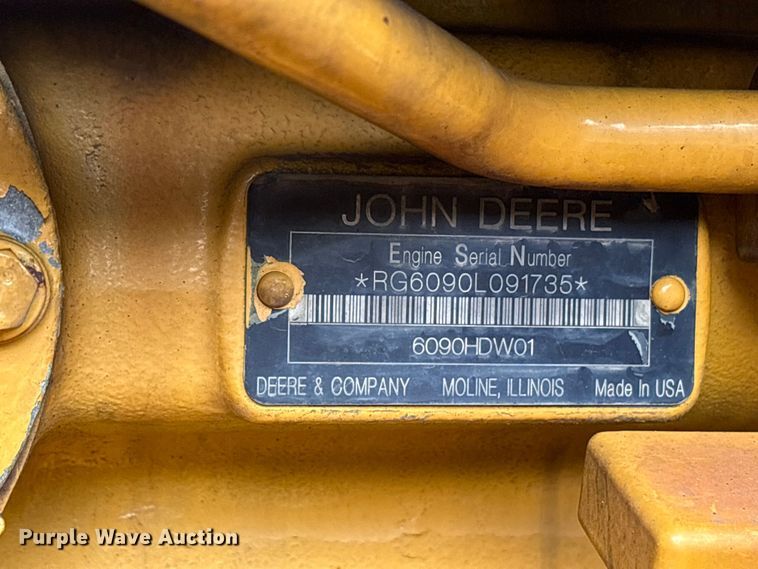 JOHN DEERE
Engine Serial Number
*RG6090L091735*
6090HDW01
DEERE & COMPANY MOLINE, ILLINOIS Made In USA
Purple Wave Auction